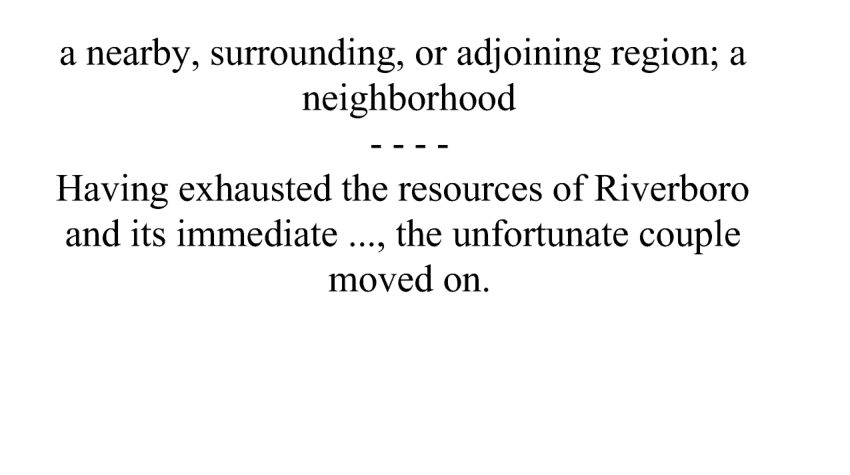 a nearby, surrounding, or adjoining region; a
neighborhood
- - - -
Having exhausted the resources of Riverboro
and its immediate ..., the unfortunate couple
moved on.